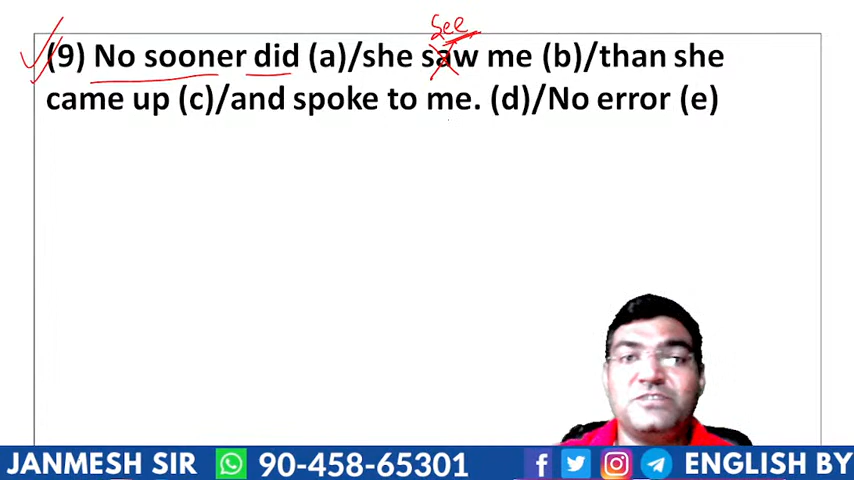 See
(9) No sooner did (a)/she saw me (b)/than she
came up (c)/and spoke to me. (d)/No error (e)
JANMESH SIR 90-458-65301 ENGLISH BY